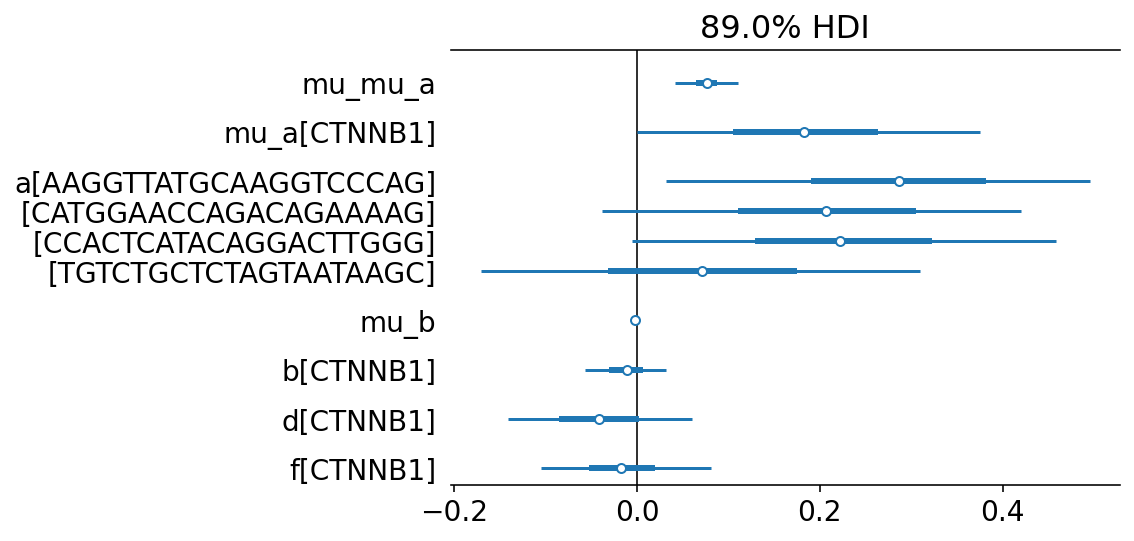 89.0% HDI
mu_mu_a
mu_a[CTNNB1]
a[AAGGTTATGCAAGGTCCCAG]
[CATGGAACCAGACAGAAAAG]
[CCACTCATACAGGACTTGGG]
[TGTCTGCTCTAGTAATAAGC]
mu_b
b[CTNNB1]
d[CTNNB1]
f[CTNNB1]
−0.2 0.0 0.2 0.4